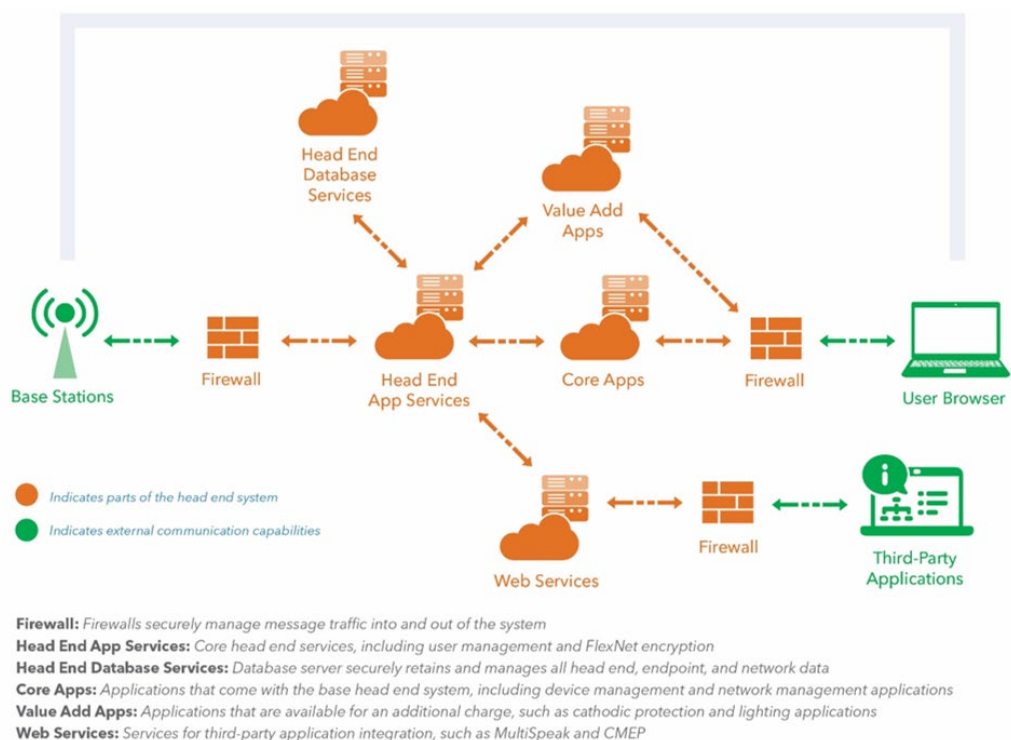 Head End
Database
Services
Value Add
Apps
Base Stations
Firewall
Head End
App Services
Core Apps
Firewall
User Browser
Indicates parts of the head end system
Indicates external communication capabilities
Web Services
Firewall
Third-Party
Applications
Firewall: Firewalls securely manage message traffic into and out of the system
Head End App Services: Core head end services, including user management and FlexNet encryption
Head End Database Services: Database server securely retains and manages all head end, endpoint, and network data
Core Apps: Applications that come with the base head end system, including device management and network management applications
Value Add Apps: Applications that are available for an additional charge, such as cathodic protection and lighting applications
Web Services: Services for third-party application integration, such as MultiSpeak and CMEP